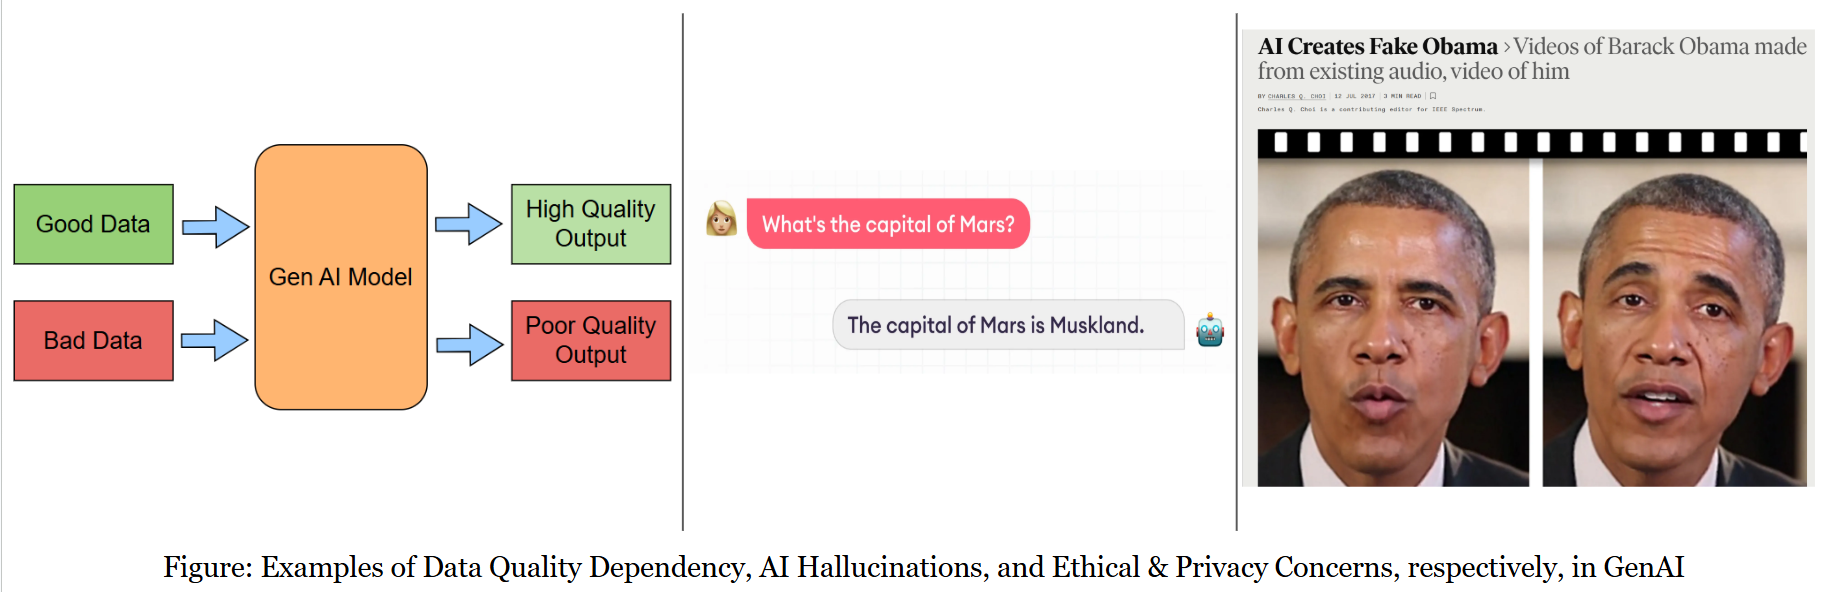 Good Data
Bad Data
Gen AI Model
High Quality
Output
Poor Quality
Output
What's the capital of Mars?
The capital of Mars is Muskland.
AI Creates Fake Obama › Videos of Barack Obama made
from existing audio, video of him
BY CHARLES Q. CHOI | 12 JUL 2017 | 3 MIN READ |
Charles Q. Choi is a contributing editor for IEEE Spectrum.
Figure: Examples of Data Quality Dependency, AI Hallucinations, and Ethical & Privacy Concerns, respectively, in GenAI